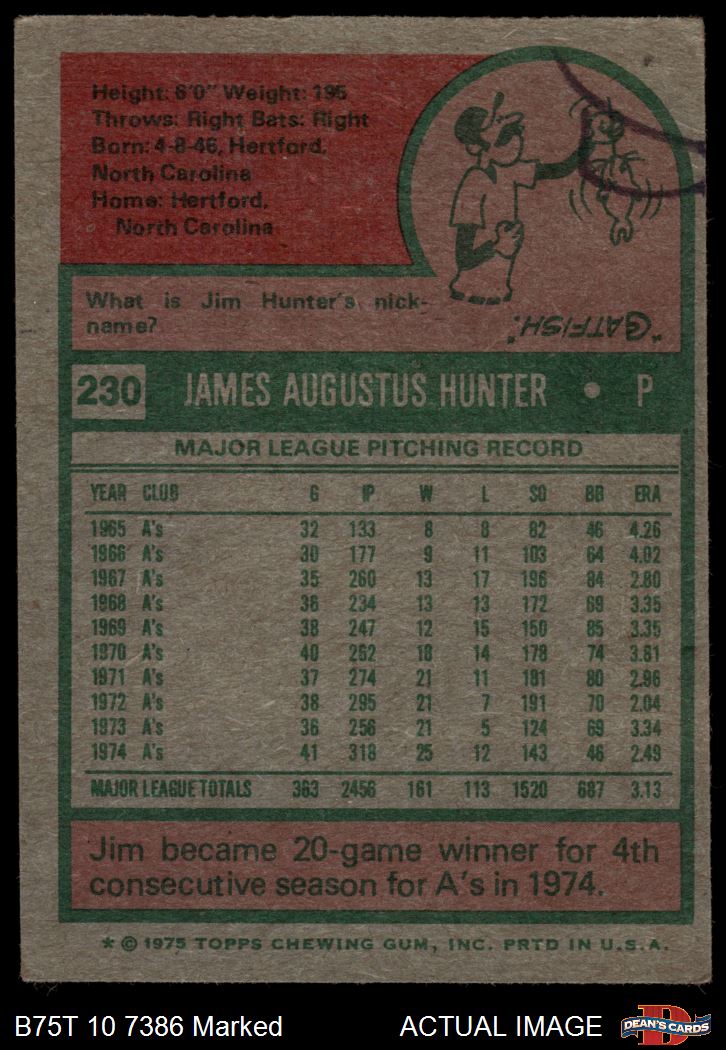 Height: 6'0" Weight: 195
Throws: Right Bats: Right
Born: 4-8-46, Hertford,
North Carolina
Home: Hertford,
North Carolina
What is Jim Hunter's nick-
name?
"CATFISH."
230 JAMES AUGUSTUS HUNTER • P
MAJOR LEAGUE PITCHING RECORD
YEAR CLUB G IP W L SO BB ERA
1965 A's 32 133 8 8 82 46 4.26
1966 A's 30 177 9 11 103 64 4.02
1967 A's 35 260 13 17 196 84 2.80
1968 A's 36 234 13 13 172 69 3.35
1969 A's 38 247 12 15 150 85 3.35
1970 A's 40 262 18 14 178 74 3.81
1971 A's 37 274 21 11 181 80 2.96
1972 A's 38 295 21 7 191 70 2.04
1973 A's 36 256 21 5 124 69 3.34
1974 A's 41 318 25 12 143 46 2.49
MAJOR LEAGUE TOTALS 363 2456 161 113 1520 687 3.13
Jim became 20-game winner for 4th
consecutive season for A's in 1974.
* © 1975 TOPPS CHEWING GUM, INC. PRTD IN U.S.A.
B75T 10 7386 Marked ACTUAL IMAGE DEAN'S CARDS